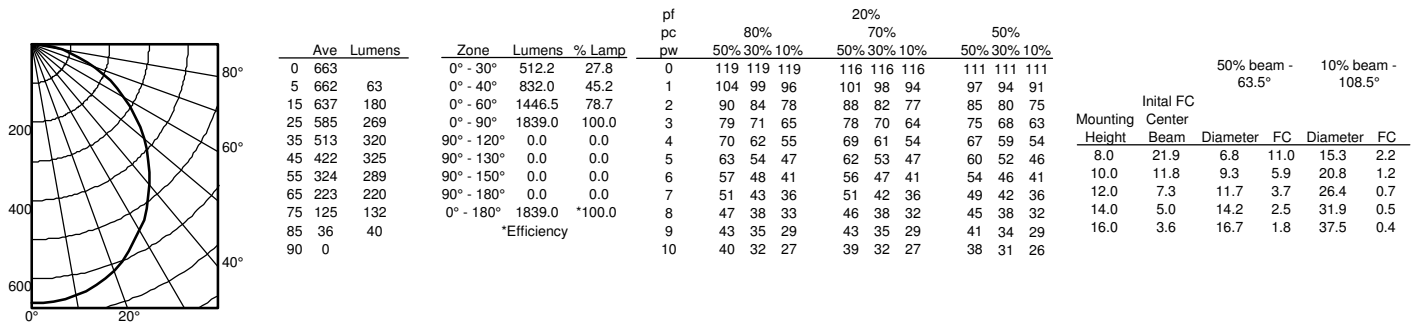 200
400
600
0°
20°
40°
60°
80°
Ave Lumens
0 663
5 662 63
15 637 180
25 585 269
35 513 320
45 422 325
55 324 289
65 223 220
75 125 132
85 36 40
90 0
Zone Lumens % Lamp
0° - 30° 512.2 27.8
0° - 40° 832.0 45.2
0° - 60° 1446.5 78.7
0° - 90° 1839.0 100.0
90° - 120° 0.0 0.0
90° - 130° 0.0 0.0
90° - 150° 0.0 0.0
90° - 180° 0.0 0.0
0° - 180° 1839.0 *100.0
*Efficiency
pf 20%
pc 80% 70% 50%
pw 50% 30% 10% 50% 30% 10% 50% 30% 10%
0 119 119 119 116 116 116 111 111 111
1 104 99 96 101 98 94 97 94 91
2 90 84 78 88 82 77 85 80 75
3 79 71 65 78 70 64 75 68 63
4 70 62 55 69 61 54 67 59 54
5 63 54 47 62 53 47 60 52 46
6 57 48 41 56 47 41 54 46 41
7 51 43 36 51 42 36 49 42 36
8 47 38 33 46 38 32 45 38 32
9 43 35 29 43 35 29 41 34 29
10 40 32 27 39 32 27 38 31 26
50% beam - 10% beam -
63.5° 108.5°
Inital FC
Mounting Center
Height Beam Diameter FC Diameter FC
8.0 21.9 6.8 11.0 15.3 2.2
10.0 11.8 9.3 5.9 20.8 1.2
12.0 7.3 11.7 3.7 26.4 0.7
14.0 5.0 14.2 2.5 31.9 0.5
16.0 3.6 16.7 1.8 37.5 0.4